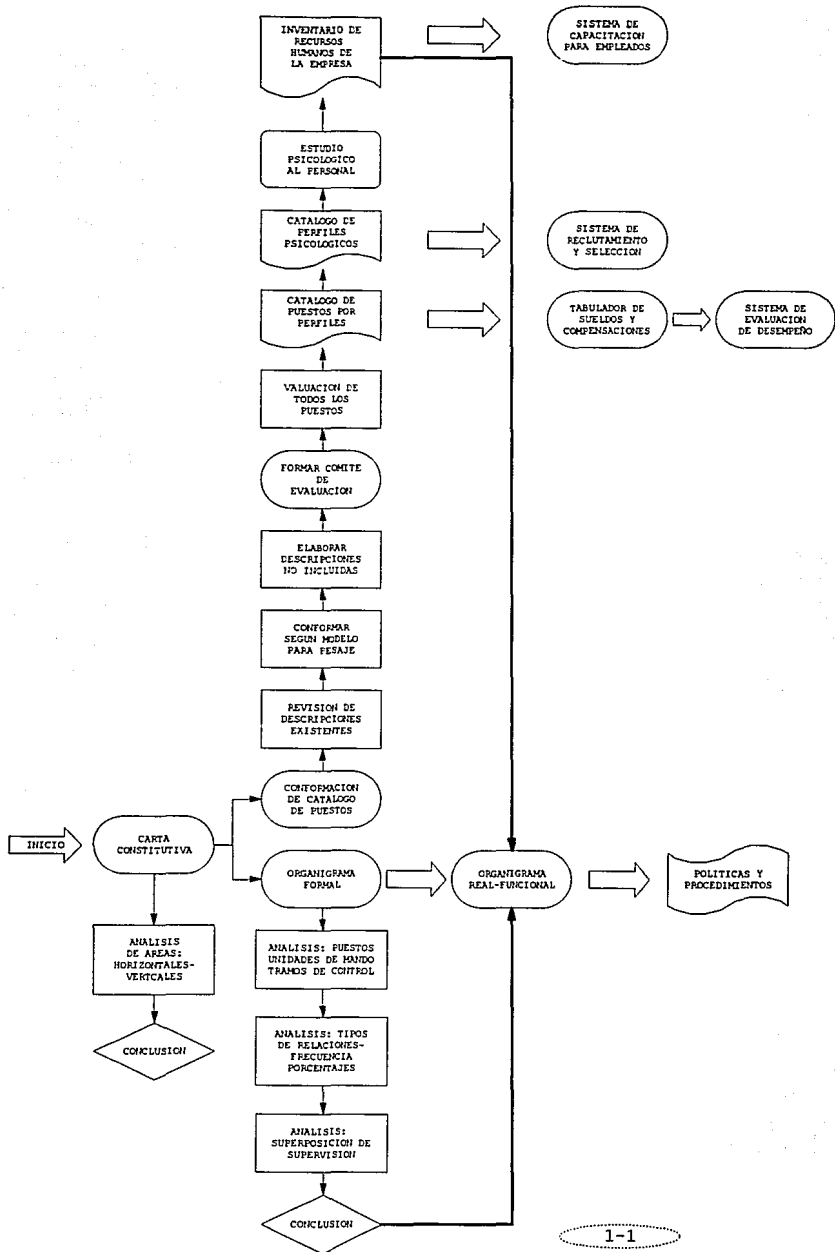 INVENTARIO DE
RECURSOS
HUMANOS DE
LA EMPRESA
SISTEMA DE
CAPACITACION
PARA EMPLEADOS
ESTUDIO
PSICOLOGICO
AL PERSONAL
CATALOGO DE
PERFILES
PSICOLOGICOS
SISTEMA DE
RECLUTAMIENTO
Y SELECCION
CATALOGO DE
PUESTOS POR
PERFILES
TABULADOR DE
SUELDOS Y
COMPENSACIONES
SISTEMA DE
EVALUACION
DE DESEMPEÑO
VALUACION DE
TODOS LOS
PUESTOS
FORMAR COMITE
DE
EVALUACION
ELABORAR
DESCRIPCIONES
NO INCLUIDAS
CONFORMAR
SEGUN MODELO
PARA PESAJE
REVISION DE
DESCRIPCIONES
EXISTENTES
CONFORMACION
DE CATALOGO
DE PUESTOS
INICIO
CARTA
CONSTITUTIVA
ORGANIGRAMA
FORMAL
ORGANIGRAMA
REAL-FUNCIONAL
POLITICAS Y
PROCEDIMIENTOS
ANALISIS
DE AREAS:
HORIZONTALES-
VERTCALES
CONCLUSION
ANALISIS: PUESTOS
UNIDADES DE MANDO
TRAMOS DE CONTROL
ANALISIS: TIPOS
DE RELACIONES-
FRECUENCIA
PORCENTAJES
ANALISIS:
SUPERPOSICION DE
SUPERVISION
CONCLUSION
1-1